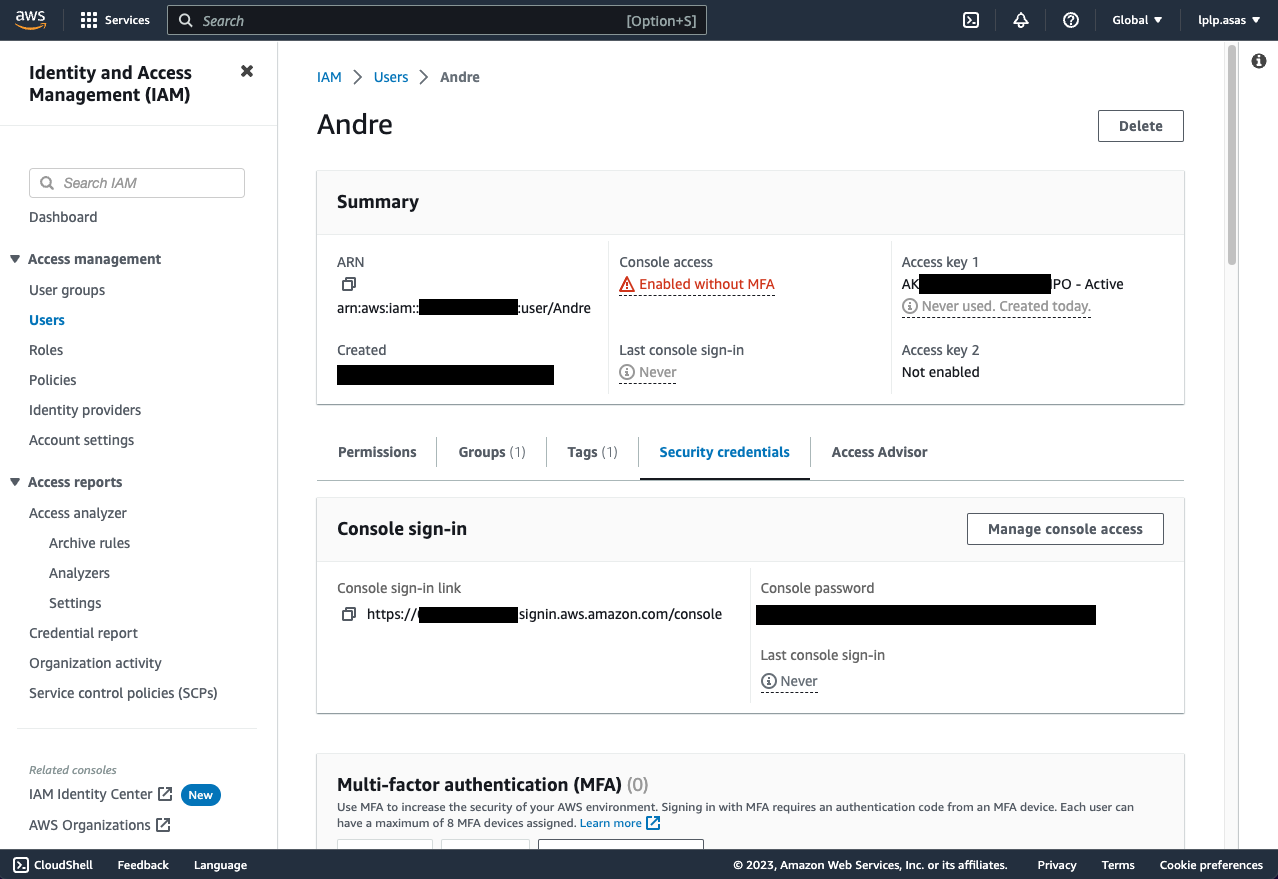 aws
Services
Search
[Option+S]
Global
lplp.asas
Identity and Access
Management (IAM)
Search IAM
Dashboard
Access management
User groups
Users
Roles
Policies
Identity providers
Account settings
Access reports
Access analyzer
Archive rules
Analyzers
Settings
Credential report
Organization activity
Service control policies (SCPs)
Related consoles
IAM Identity Center
New
AWS Organizations
IAM > Users > Andre
Andre
Delete
Summary
ARN
arn:aws:iam:: :user/Andre
Created
Console access
Enabled without MFA
Last console sign-in
Never
Access key 1
AK PO - Active
Never used. Created today.
Access key 2
Not enabled
Permissions
Groups (1)
Tags (1)
Security credentials
Access Advisor
Console sign-in
Manage console access
Console sign-in link
https:// signin.aws.amazon.com/console
Console password
Last console sign-in
Never
Multi-factor authentication (MFA) (0)
Use MFA to increase the security of your AWS environment. Signing in with MFA requires an authentication code from an MFA device. Each user can
have a maximum of 8 MFA devices assigned. Learn more
CloudShell
Feedback
Language
© 2023, Amazon Web Services, Inc. or its affiliates.
Privacy
Terms
Cookie preferences